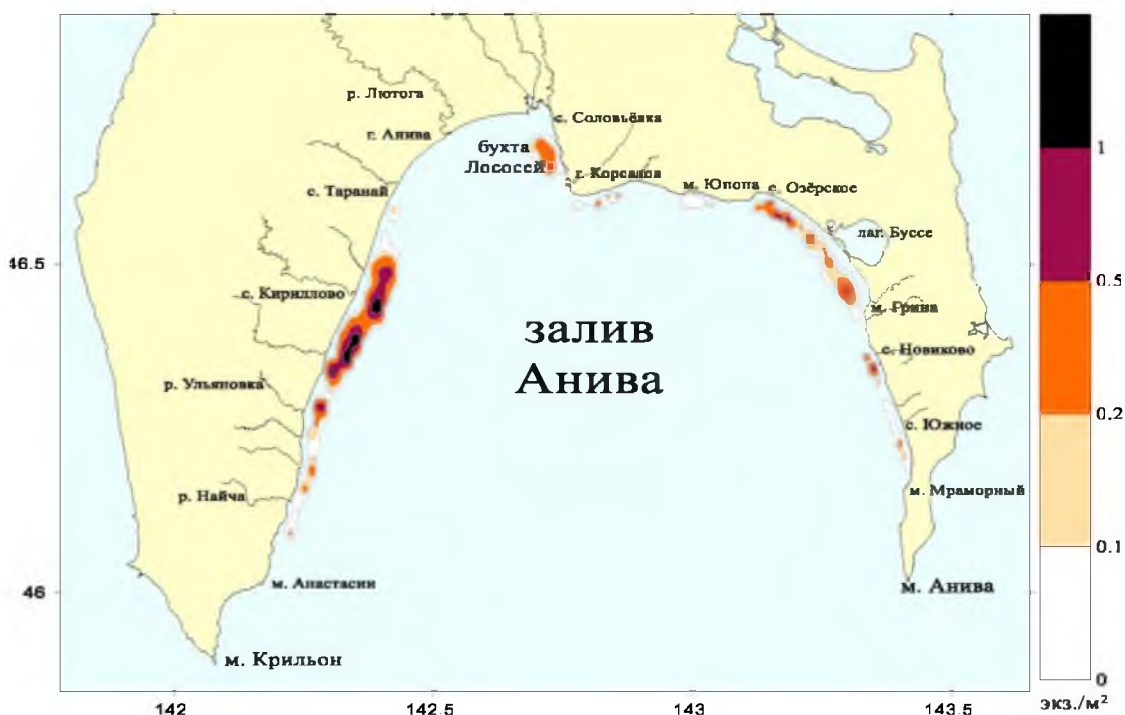 р. Лютога
г. Анива
с. Соловьёвка
бухта
Лососей
г. Корсаков
м. Юнона
с. Озёрское
с. Таранай
лаг. Буссе
46.5
с. Кириллово
м. Грина
залив
Анива
с. Новиково
р. Ульяновка
с. Южное
р. Найча
м. Мраморный
46
м. Анастасии
м. Анива
м. Крильон
142
142.5
143
143.5
1
0.5
0.2
0.1
0
экз./м²